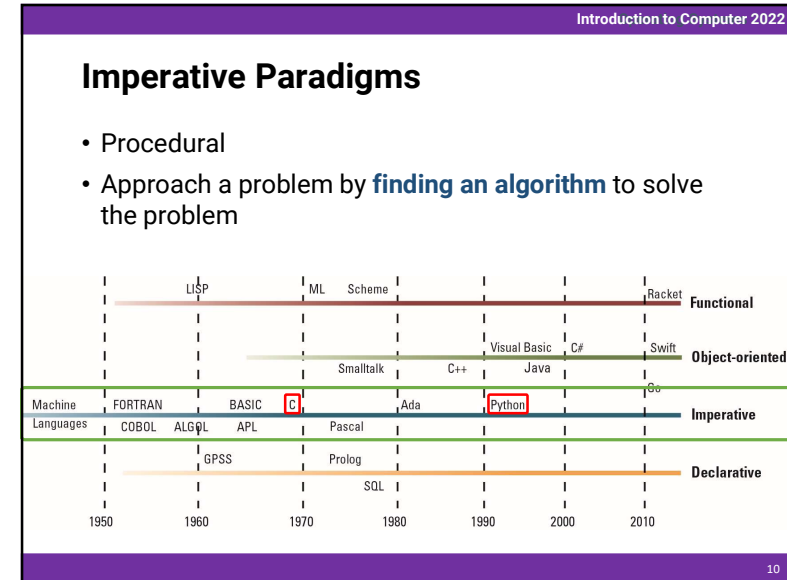 Introduction to Computer 2022
Imperative Paradigms
• Procedural
• Approach a problem by finding an algorithm to solve
the problem
LISP ML Scheme Racket Functional
Visual Basic C# Swift Object-oriented
Smalltalk C++ Java
Go
Machine FORTRAN BASIC C Ada Python Imperative
Languages COBOL ALGOL APL Pascal
GPSS Prolog Declarative
SQL
1950 1960 1970 1980 1990 2000 2010
10